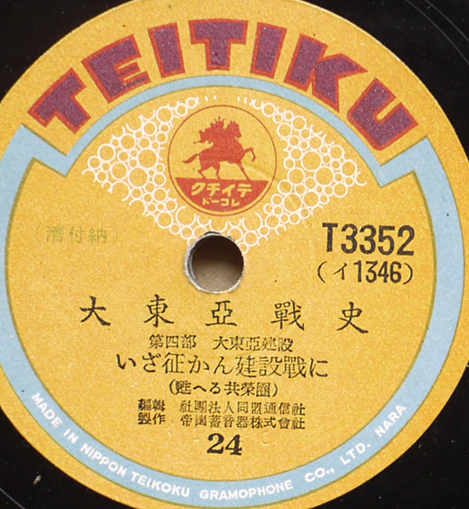 TEITIKU
テイチク
レコード
(濟付納)
T3352
(イ1346)
大東亞戰史
第四部 大東亞建設
いざ征かん建設戰に
(甦へる共榮圈)
編輯 社團法人同盟通信社
製作 帝國蓄音器株式會社
24
MADE IN NIPPON TEIKOKU GRAMOPHONE CO., LTD. NARA